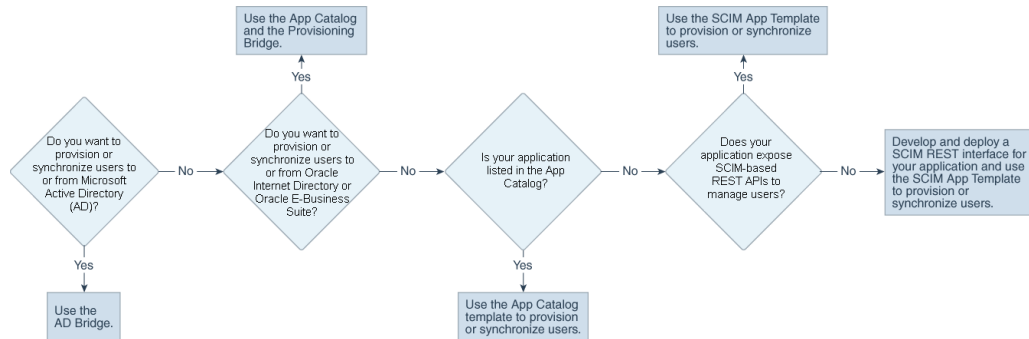 Use the App Catalog
and the Provisioning
Bridge.
Use the SCIM App Template
to provision or synchronize
users.
Yes
Yes
Do you want to
provision or
synchronize users to
or from Microsoft
Active Directory
(AD)?
No
Do you want to
provision or
synchronize users to
or from Oracle
Internet Directory or
Oracle E-Business
Suite?
No
Is your application
listed in the App
Catalog?
No
Does your
application expose
SCIM-based
REST APIs to
manage users?
No
Develop and deploy a
SCIM REST interface for
your application and use
the SCIM App Template
to provision or
synchronize users.
Yes
Yes
Use the
AD Bridge.
Use the App Catalog
template to provision
or synchronize users.